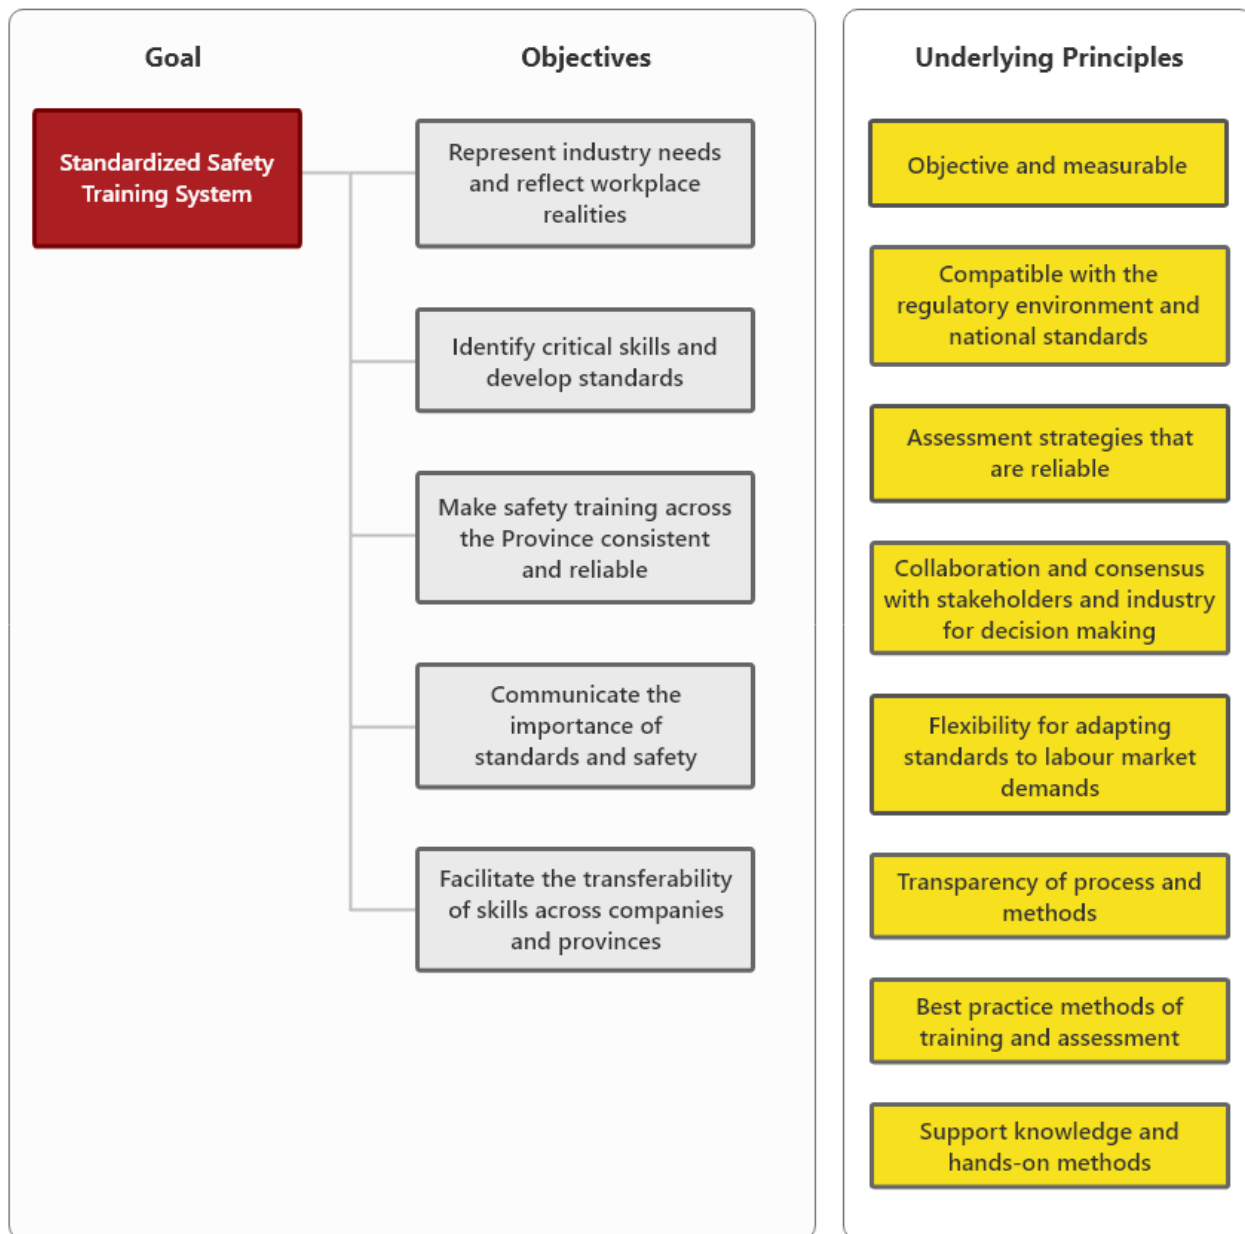 Goal
Standardized Safety
Training System
Objectives
Represent industry needs
and reflect workplace
realities
Identify critical skills and
develop standards
Make safety training across
the Province consistent
and reliable
Communicate the
importance of
standards and safety
Facilitate the transferability
of skills across companies
and provinces
Underlying Principles
Objective and measurable
Compatible with the
regulatory environment and
national standards
Assessment strategies that
are reliable
Collaboration and consensus
with stakeholders and industry
for decision making
Flexibility for adapting
standards to labour market
demands
Transparency of process and
methods
Best practice methods of
training and assessment
Support knowledge and
hands-on methods